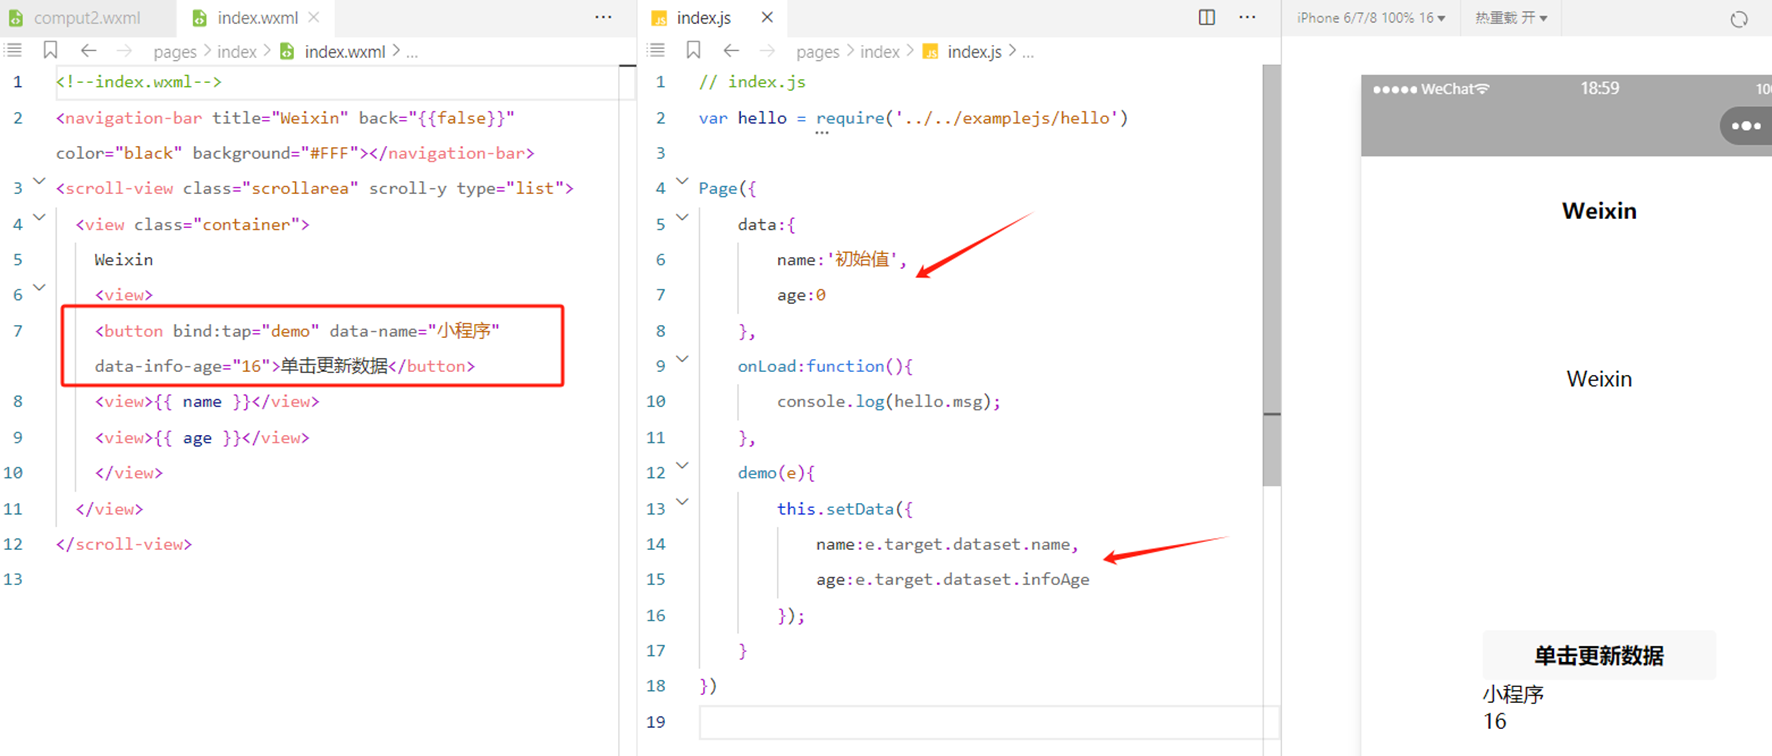 comput2.wxml
index.wxml
pages > index > index.wxml > ...
1 <!--index.wxml-->
2 <navigation-bar title="Weixin" back="{{false}}"
color="black" background="#FFF"></navigation-bar>
3 <scroll-view class="scrollarea" scroll-y type="list">
4 <view class="container">
5 Weixin
6 <view>
7 <button bind:tap="demo" data-name="小程序"
data-info-age="16">单击更新数据</button>
8 <view>{{ name }}</view>
9 <view>{{ age }}</view>
10 </view>
11 </view>
12 </scroll-view>
13
index.js
pages > index > JS index.js > ...
1 // index.js
2 var hello = require('../../examplejs/hello')
3
4 Page({
5 data:{
6 name:'初始值',
7 age:0
8 },
9 onLoad:function(){
10 console.log(hello.msg);
11 },
12 demo(e){
13 this.setData({
14 name:e.target.dataset.name,
15 age:e.target.dataset.infoAge
16 });
17 }
18 })
19
iPhone 6/7/8 100% 16 热重载 开
WeChat 18:59 10
Weixin
Weixin
单击更新数据
小程序
16